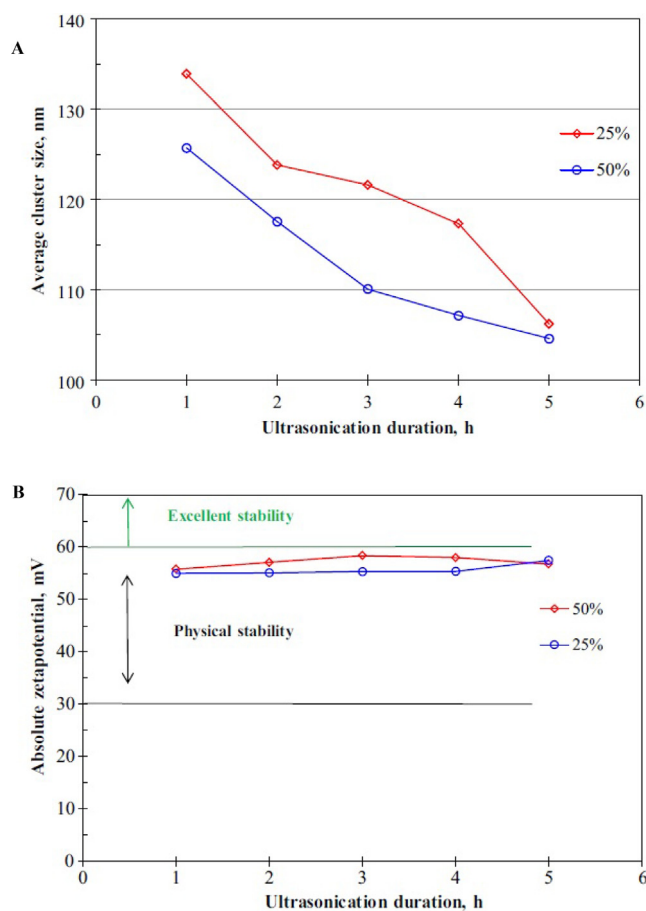 A
140
130
120
110
100
Average cluster size, nm
25%
50%
0 1 2 3 4 5 6
Ultrasonication duration, h
B
70
60
50
40
30
20
10
0
Absolute zetapotential, mV
Excellent stability
Physical stability
50%
25%
0 1 2 3 4 5 6
Ultrasonication duration, h